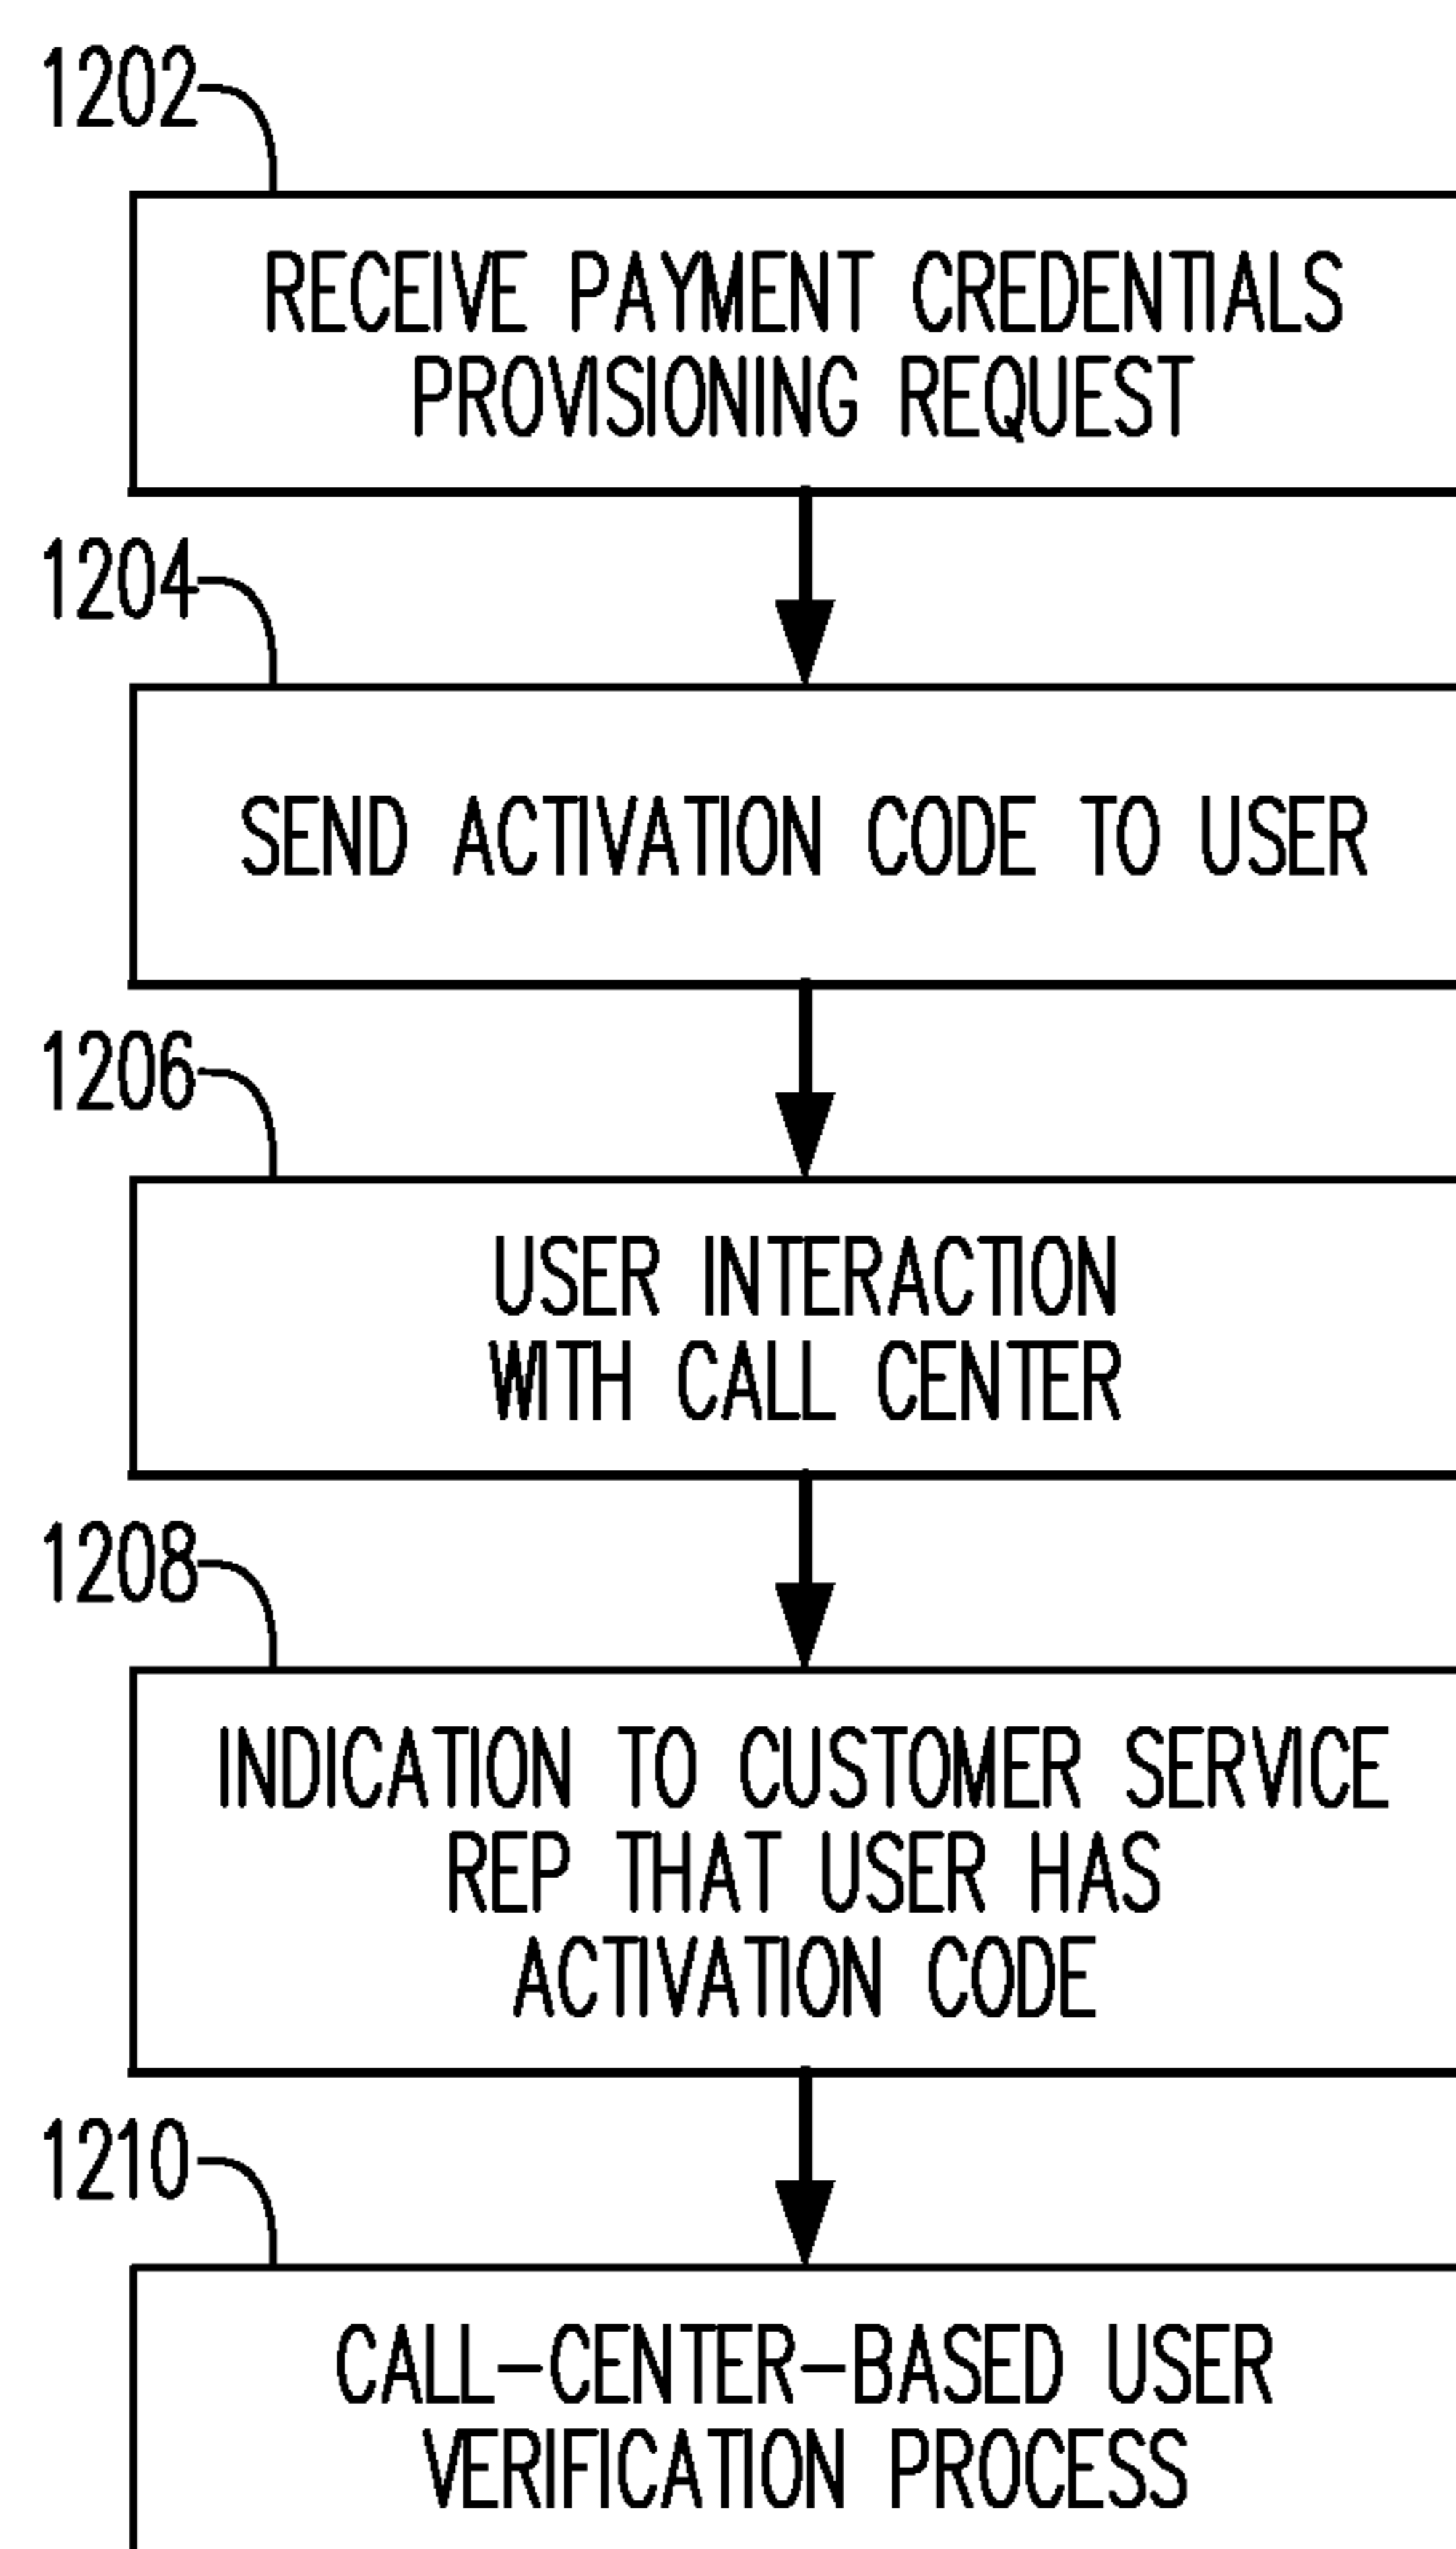 1202
RECEIVE PAYMENT CREDENTIALS
PROVISIONING REQUEST
1204
SEND ACTIVATION CODE TO USER
1206
USER INTERACTION
WITH CALL CENTER
1208
INDICATION TO CUSTOMER SERVICE
REP THAT USER HAS
ACTIVATION CODE
1210
CALL-CENTER-BASED USER
VERIFICATION PROCESS